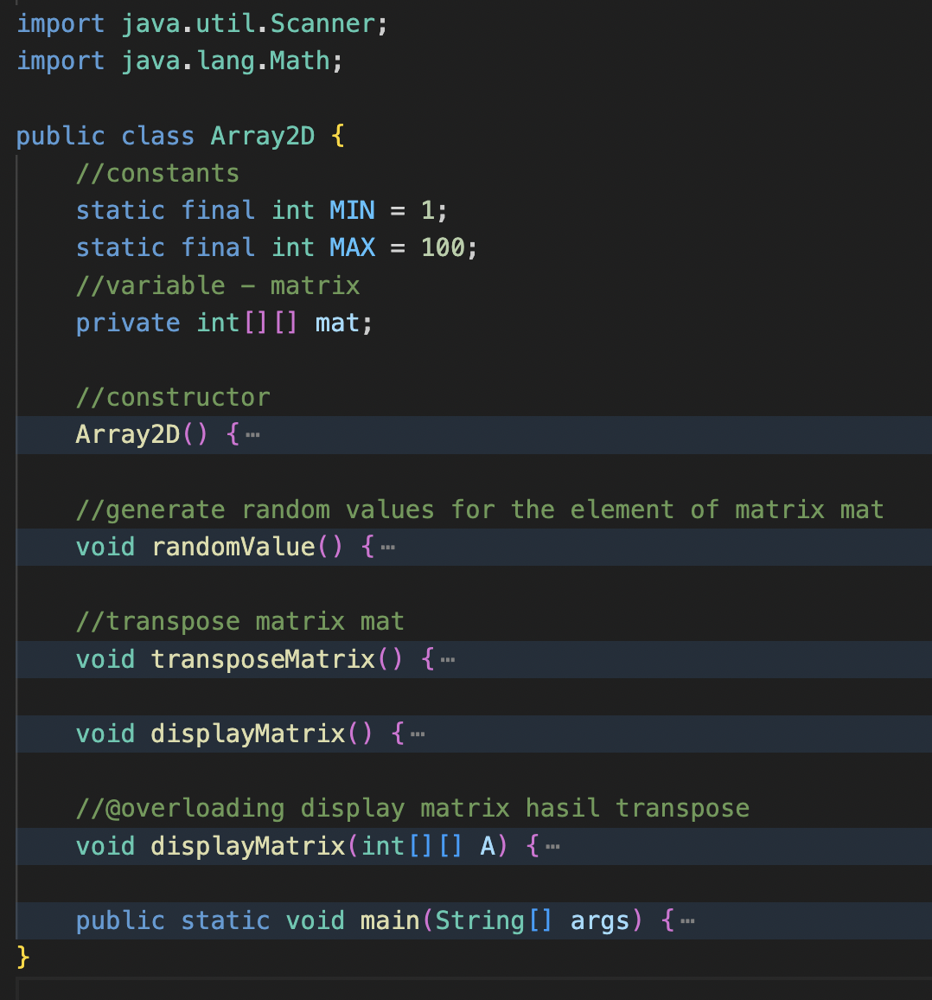 import java.util.Scanner;
import java.lang.Math;
public class Array2D {
//constants
static final int MIN = 1;
static final int MAX = 100;
//variable - matrix
private int[][] mat;
//constructor
Array2D() {⋯
//generate random values for the element of matrix mat
void randomValue() {⋯
//transpose matrix mat
void transposeMatrix() {⋯
void displayMatrix() {⋯
//@overloading display matrix hasil transpose
void displayMatrix(int[][] A) {⋯
public static void main(String[] args) {⋯
}